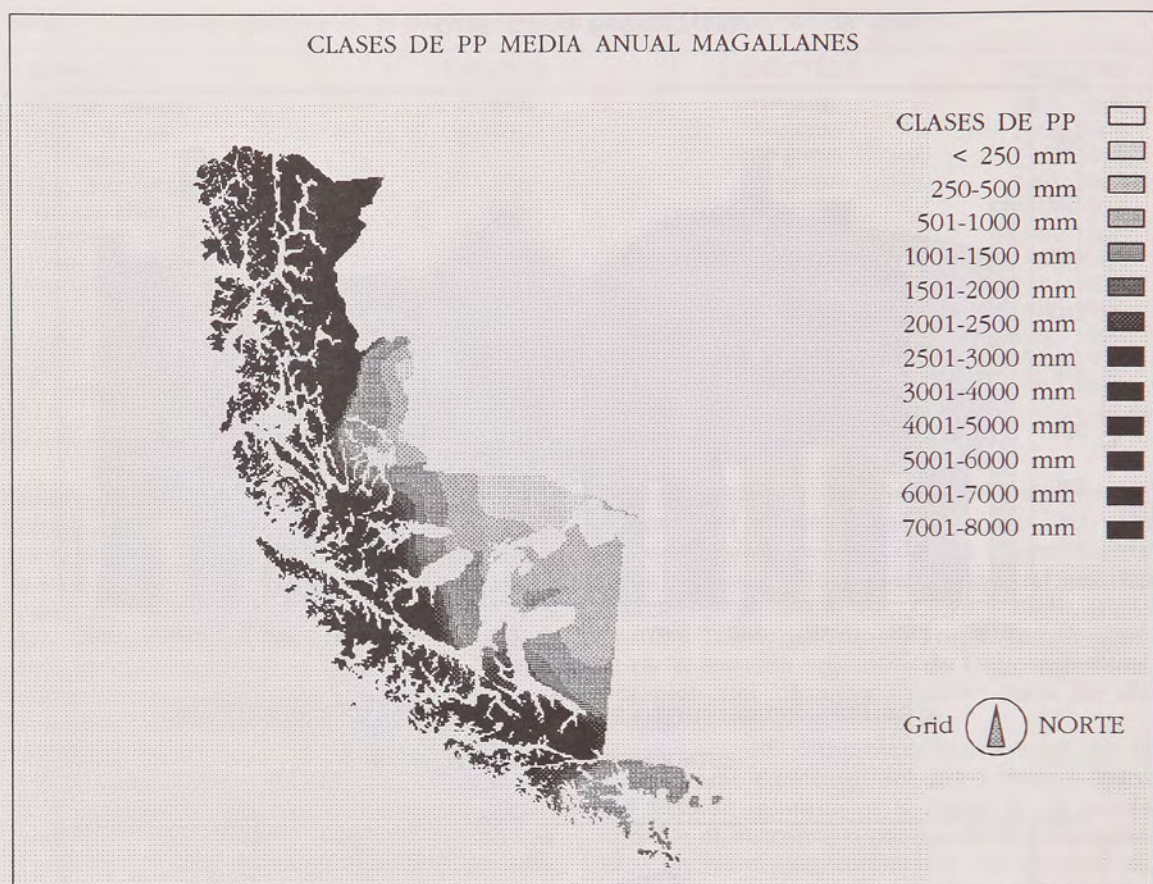 CLASES DE PP MEDIA ANUAL MAGALLANES
CLASES DE PP
< 250 mm
250-500 mm
501-1000 mm
1001-1500 mm
1501-2000 mm
2001-2500 mm
2501-3000 mm
3001-4000 mm
4001-5000 mm
5001-6000 mm
6001-7000 mm
7001-8000 mm
Grid NORTE